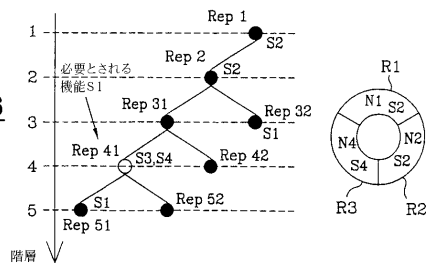 1
Rep 1
S2
Rep 2
2
S2
必要とされる
機能S1
Rep 31
Rep 32
3
S1
Rep 41
S3,S4
Rep 42
4
S1
Rep 52
5
Rep 51
階層
R1
N1
S2
N4
N2
S4
S2
R3
R2